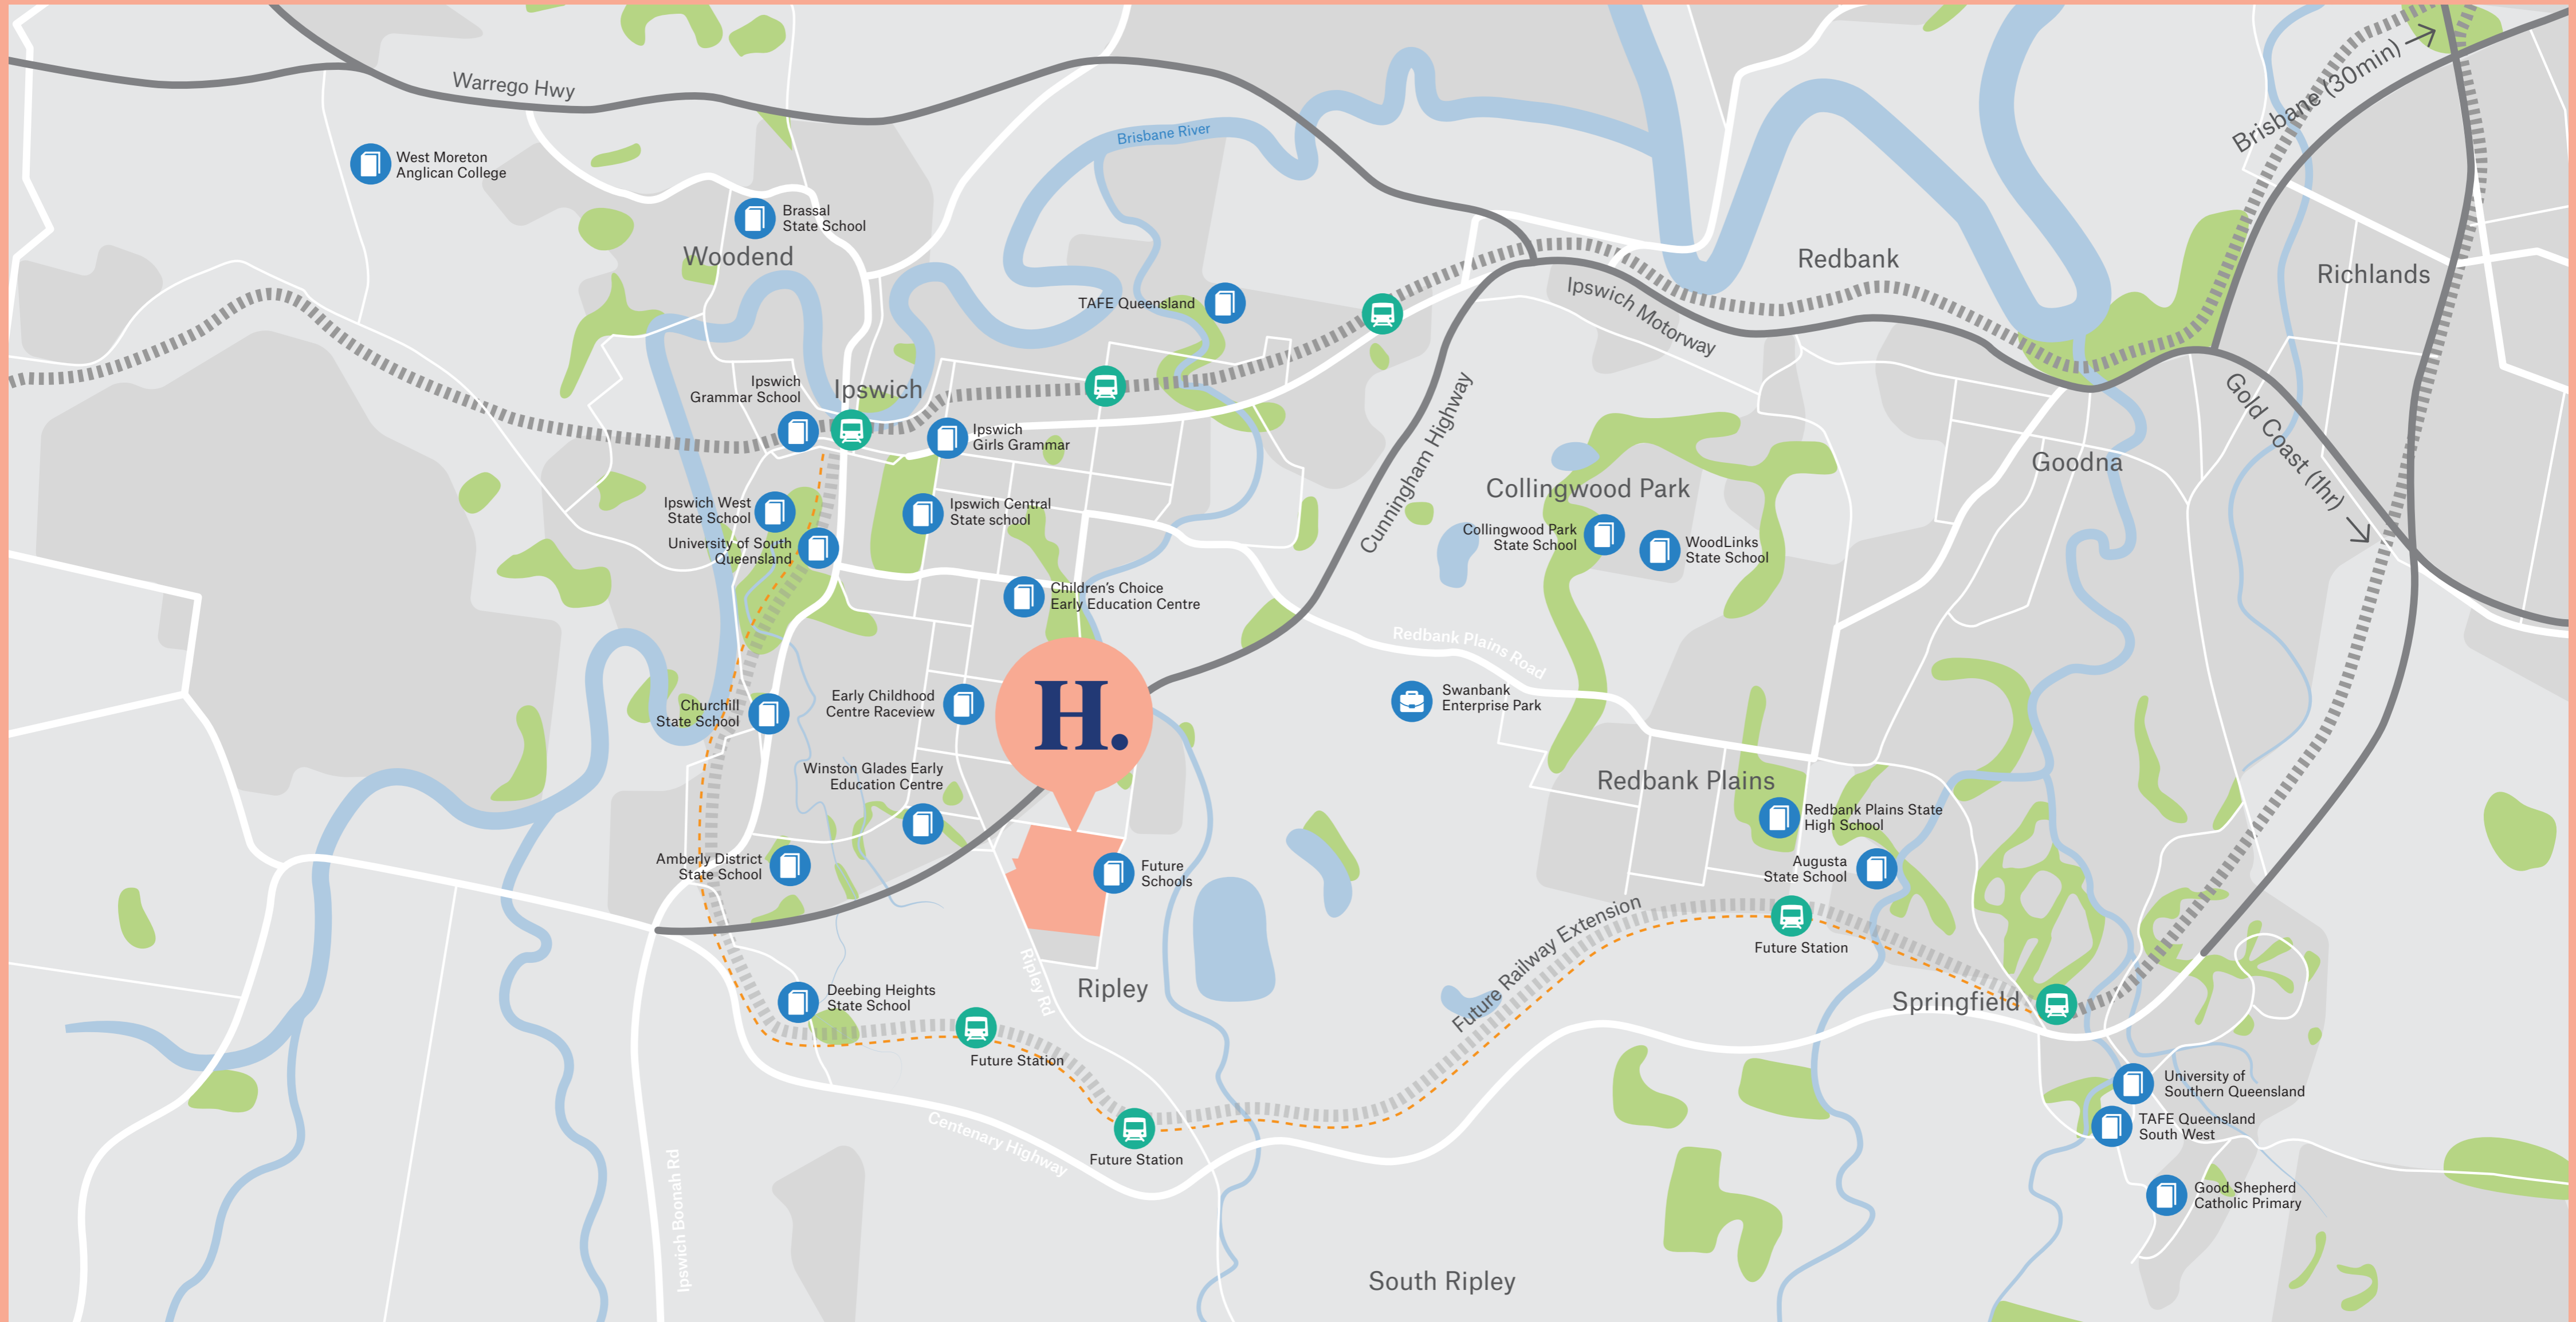 Warrego Hwy
Brisbane (30min)
Brisbane River
West Moreton
Anglican College
Brassal
State School
Woodend
Redbank
Richlands
TAFE Queensland
Ipswich Motorway
Ipswich
Grammar School
Ipswich
Ipswich
Girls Grammar
Cunningham Highway
Gold Coast (1hr)
Goodna
Collingwood Park
Ipswich West
State School
Ipswich Central
State school
University of South
Queensland
Collingwood Park
State School
WoodLinks
State School
Children's Choice
Early Education Centre
Redbank Plains Road
H.
Early Childhood
Centre Raceview
Churchill
State School
Swanbank
Enterprise Park
Winston Glades Early
Education Centre
Redbank Plains
Redbank Plains State
High School
Amberly District
State School
Future
Schools
Augusta
State School
Future Railway Extension
Future Station
Ripley Rd
Ripley
Deebing Heights
State School
Springfield
Future Station
Centenary Highway
Future Station
Ipswich Boonah Rd
University of
Southern Queensland
TAFE Queensland
South West
Good Shepherd
Catholic Primary
South Ripley